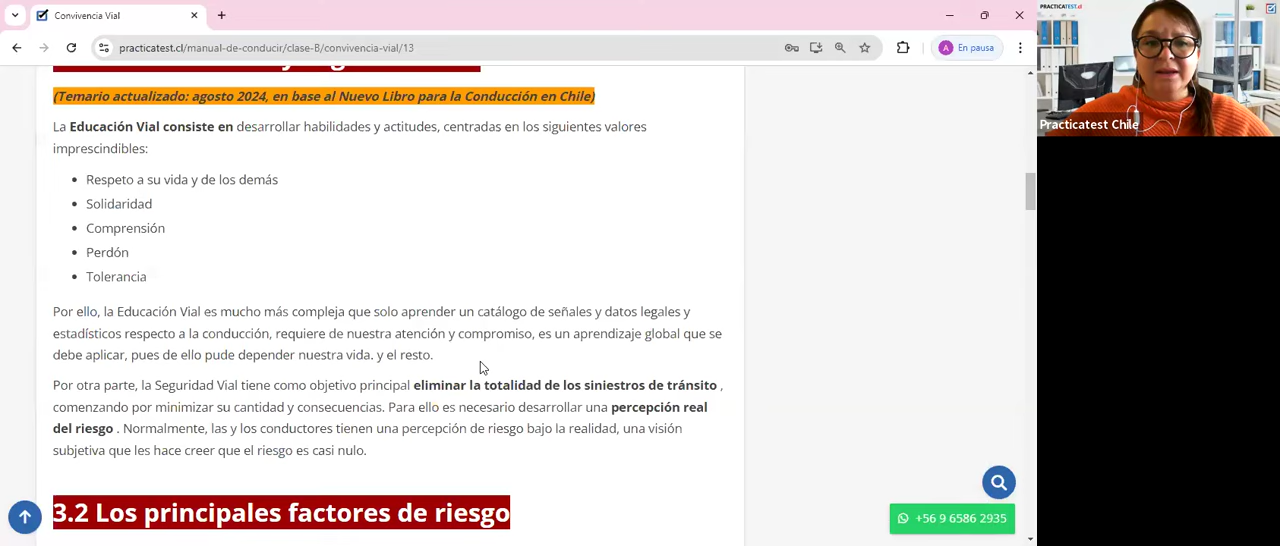 Convivencia Vial
practicatest.cl/manual-de-conducir/clase-B/convivencia-vial/13
A
En pausa
PRACTICATEST.cl
Practicatest Chile
(Temario actualizado: agosto 2024, en base al Nuevo Libro para la Conducción en Chile)
La Educación Vial consiste en desarrollar habilidades y actitudes, centradas en los siguientes valores
imprescindibles:
Respeto a su vida y de los demás
Solidaridad
Comprensión
Perdón
Tolerancia
Por ello, la Educación Vial es mucho más compleja que solo aprender un catálogo de señales y datos legales y
estadísticos respecto a la conducción, requiere de nuestra atención y compromiso, es un aprendizaje global que se
debe aplicar, pues de ello pude depender nuestra vida. y el resto.
Por otra parte, la Seguridad Vial tiene como objetivo principal eliminar la totalidad de los siniestros de tránsito ,
comenzando por minimizar su cantidad y consecuencias. Para ello es necesario desarrollar una percepción real
del riesgo . Normalmente, las y los conductores tienen una percepción de riesgo bajo la realidad, una visión
subjetiva que les hace creer que el riesgo es casi nulo.
3.2 Los principales factores de riesgo
+56 9 6586 2935